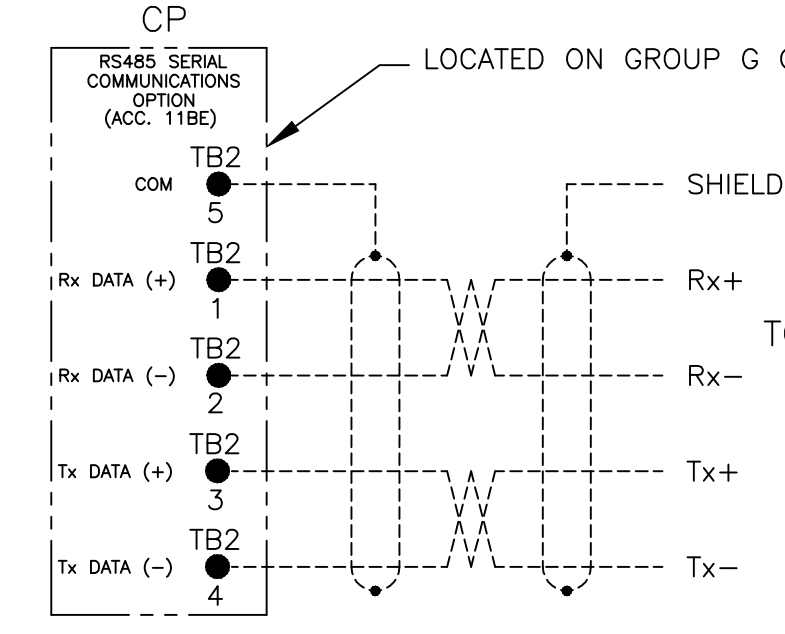 CP
RS485 SERIAL
COMMUNICATIONS
OPTION
(ACC. 11BE)
LOCATED ON GROUP G
TB2
COM
5
SHIELD
TB2
Rx DATA (+)
1
Rx+
TB2
Rx DATA (-)
2
Rx-
TB2
Tx DATA (+)
3
Tx+
TB2
Tx DATA (-)
4
Tx-